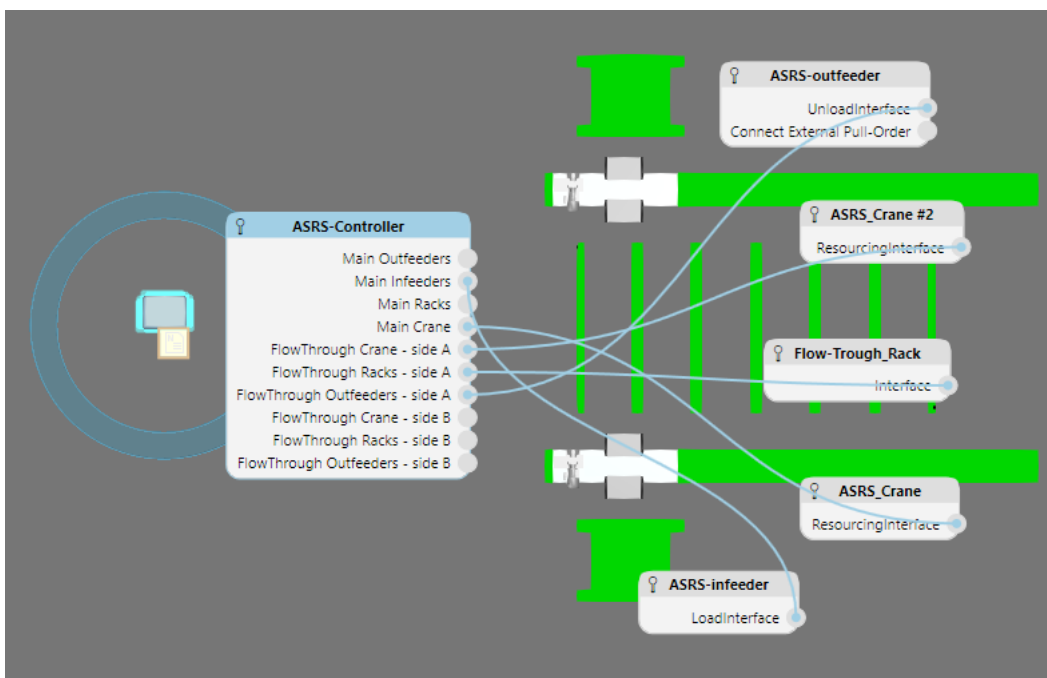 ASRS-outfeeder
UnloadInterface
Connect External Pull-Order
ASRS-Controller
Main Outfeeders
Main Infeeders
Main Racks
Main Crane
FlowThrough Crane - side A
FlowThrough Racks - side A
FlowThrough Outfeeders - side A
FlowThrough Crane - side B
FlowThrough Racks - side B
FlowThrough Outfeeders - side B
ASRS_Crane #2
ResourcingInterface
Flow-Trough_Rack
Interface
ASRS_Crane
ResourcingInterface
ASRS-infeeder
LoadInterface